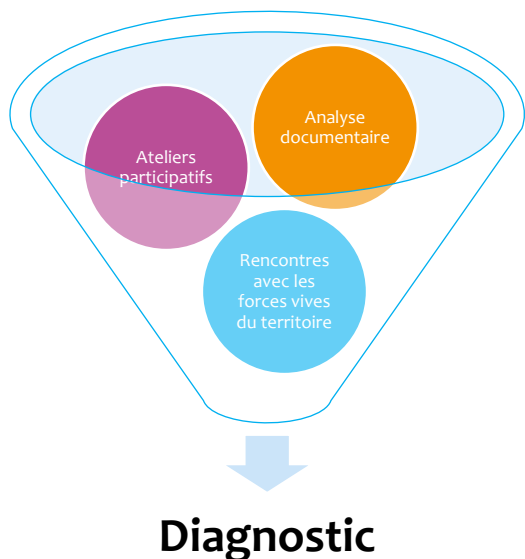 Analyse
documentaire
Ateliers
participatifs
Rencontres
avec les
forces vives
du territoire
Diagnostic